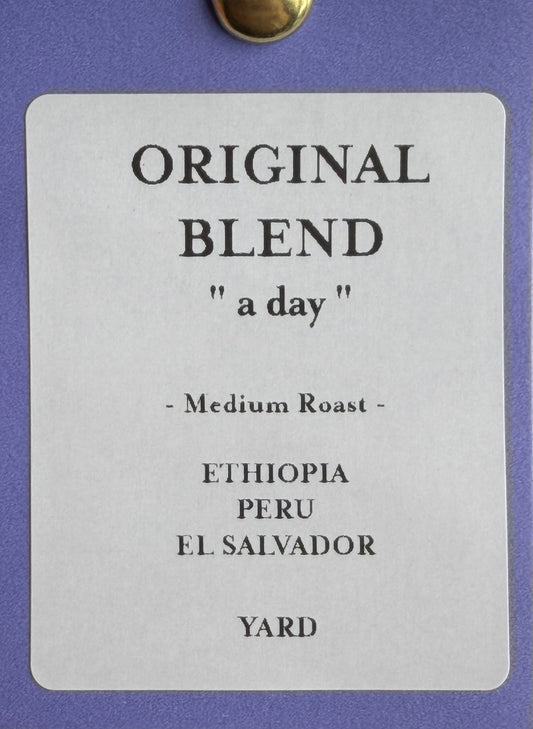 ORIGINAL
BLEND
" a day "
- Medium Roast -
ETHIOPIA
PERU
EL SALVADOR
YARD